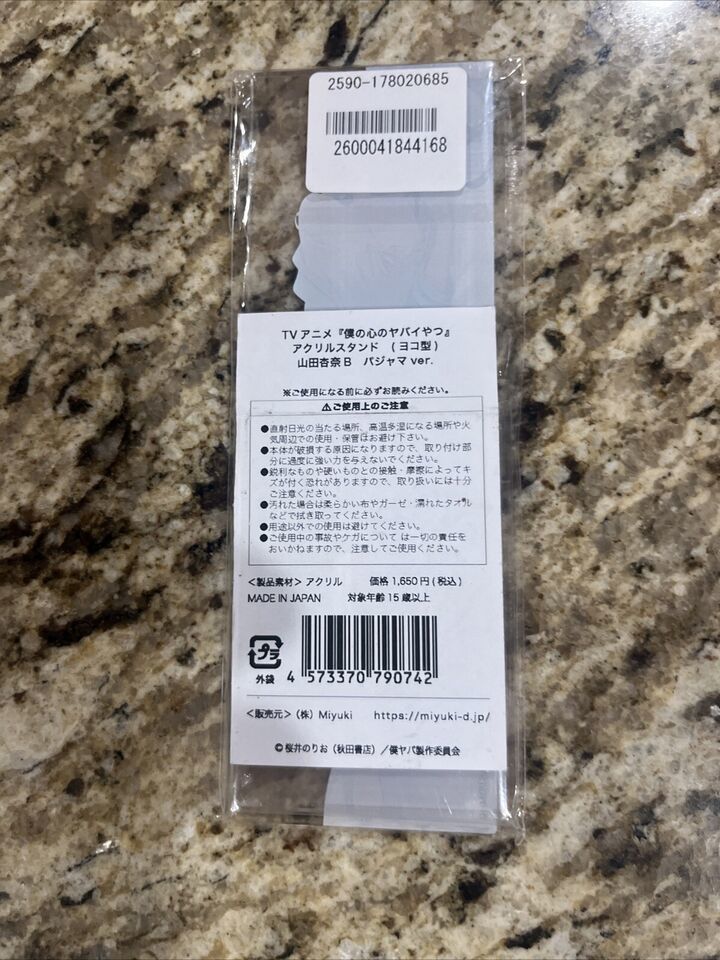 2590-178020685
2600041844168
TVアニメ『僕の心のヤバイやつ』
アクリルスタンド (ヨコ型)
山田杏奈B パジャマ ver.
※ご使用になる前に必ずお読みください。
⚠ご使用上のご注意
●直射日光の当たる場所、高温多湿になる場所や火
気周辺での使用・保管はお避け下さい。
●本体が破損する原因になりますので、取り付け部
分に過度に強い力を与えないでください。
●鋭利なものや硬いものとの接触・摩擦によってキ
ズが付く恐れがありますので、取り扱いには十分
ご注意ください。
●汚れた場合は柔らかい布やガーゼ・濡れたタオル
などで拭き取ってください。
●用途以外での使用は避けてください。
●ご使用中の事故やケガについては一切の責任を
おいかねますので、注意してご使用ください。
<製品素材>アクリル 価格 1,650円(税込)
MADE IN JAPAN 対象年齢15歳以上
プラ
外袋
4 573370 790742
<販売元>(株) Miyuki https://miyuki-d.jp/
© 桜井のりお (秋田書店) /僕ヤバ製作委員会